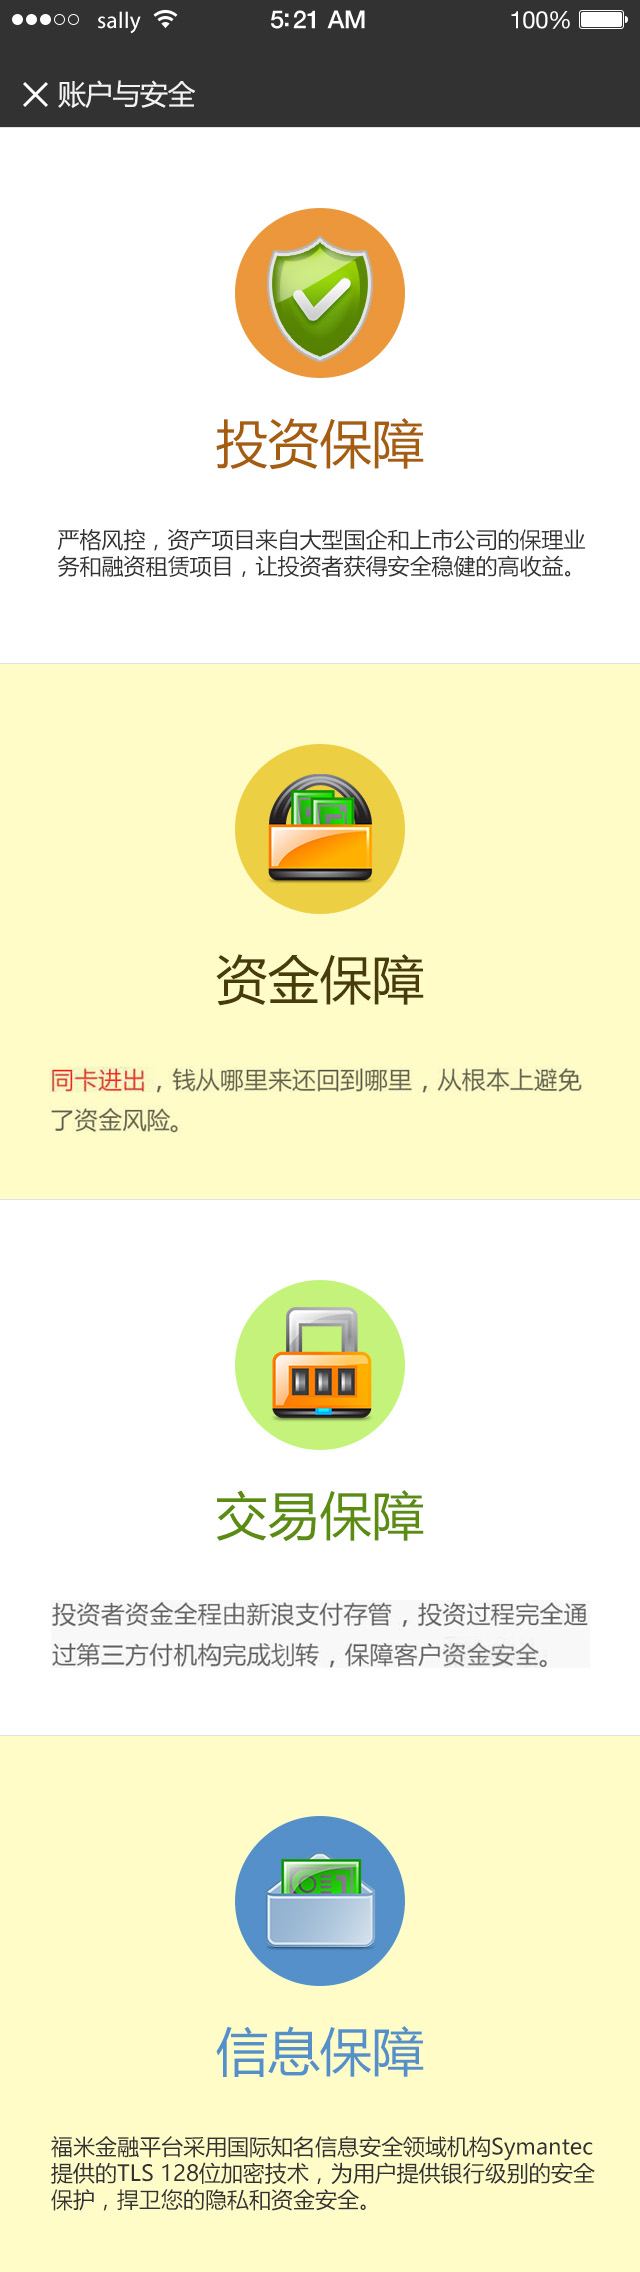 sally
5:21 AM
100%
账户与安全
投资保障
严格风控，资产项目来自大型国企和上市公司的保理业
务和融资租赁项目，让投资者获得安全稳健的高收益。
资金保障
同卡进出，钱从哪里来还回到哪里，从根本上避免
了资金风险。
交易保障
投资者资金全程由新浪支付存管，投资过程完全通
过第三方付机构完成划转，保障客户资金安全。
信息保障
福米金融平台采用国际知名信息安全领域机构Symantec
提供的TLS 128位加密技术，为用户提供银行级别的安全
保护，捍卫您的隐私和资金安全。